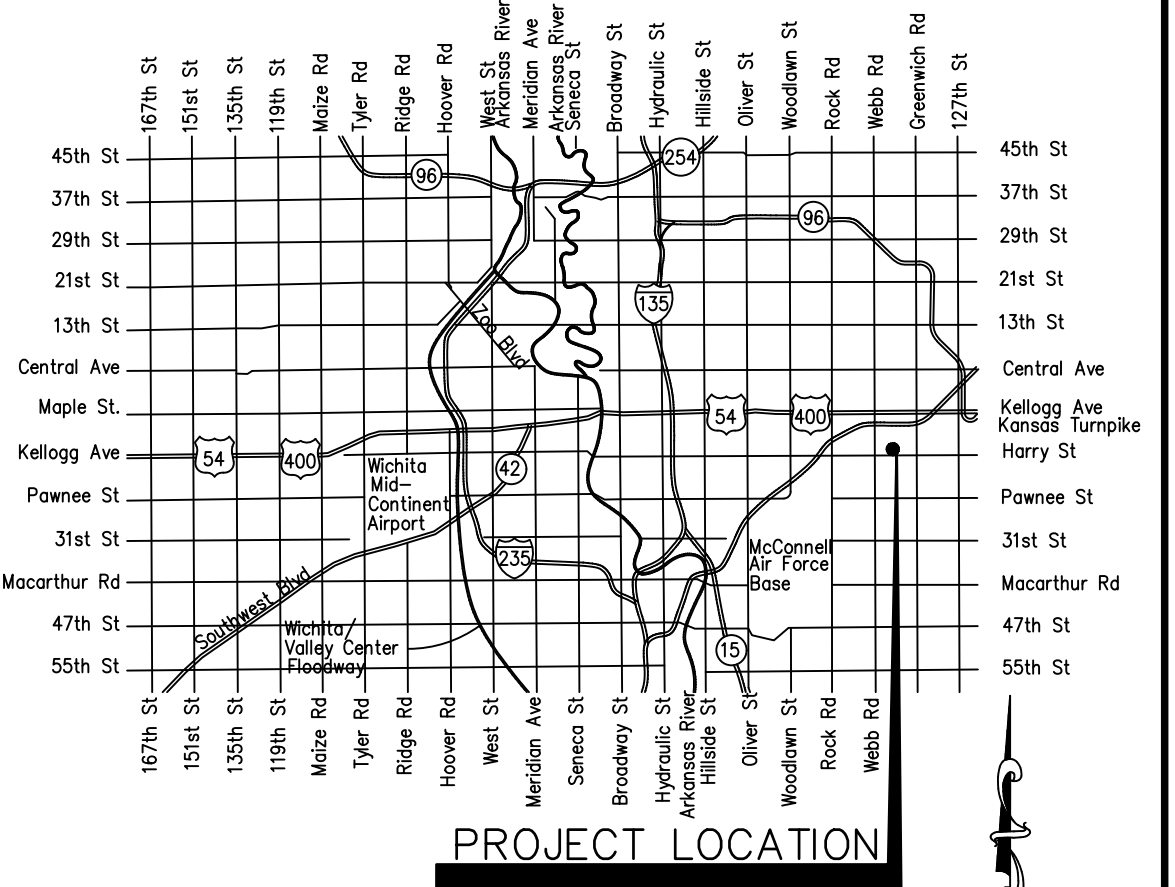 167th St
151st St
135th St
119th St
Maize Rd
Tyler Rd
Ridge Rd
Hoover Rd
West St
Arkansas River
Meridian Ave
Arkansas River
Seneca St
Broadway St
Hydraulic St
Hillside St
Oliver St
Woodlawn St
Rock Rd
Webb Rd
Greenwich Rd
127th St
45th St
37th St
29th St
21st St
13th St
Central Ave
Maple St.
Kellogg Ave
Pawnee St
31st St
Macarthur Rd
47th St
55th St
96
254
96
135
Zoo Blvd
54
400
54
400
42
Wichita
Mid-
Continent
Airport
235
McConnell
Air Force
Base
Southwest Blvd
Wichita/
Valley Center
Floodway
15
45th St
37th St
29th St
21st St
13th St
Central Ave
Kellogg Ave
Kansas Turnpike
Harry St
Pawnee St
31st St
Macarthur Rd
47th St
55th St
167th St
151st St
135th St
119th St
Maize Rd
Tyler Rd
Ridge Rd
Hoover Rd
West St
Meridian Ave
Seneca St
Broadway St
Hydraulic St
Arkansas River
Hillside St
Oliver St
Woodlawn St
Rock Rd
Webb Rd
PROJECT LOCATION